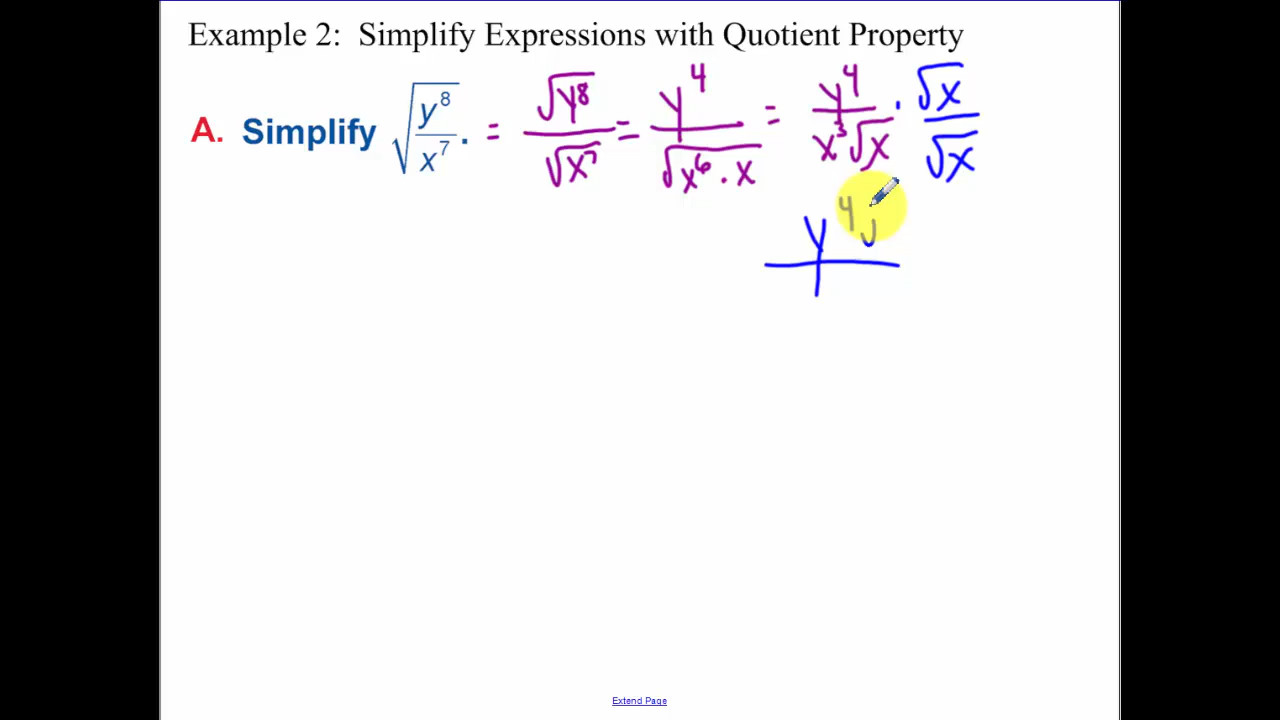 Example 2: Simplify Expressions with Quotient Property
A. Simplify √(y⁸/x⁷). = √y⁸/√x⁷ = y⁴/√(x⁶ · x) = y⁴/(x³√x) · √x/√x
y⁴√
Extend Page